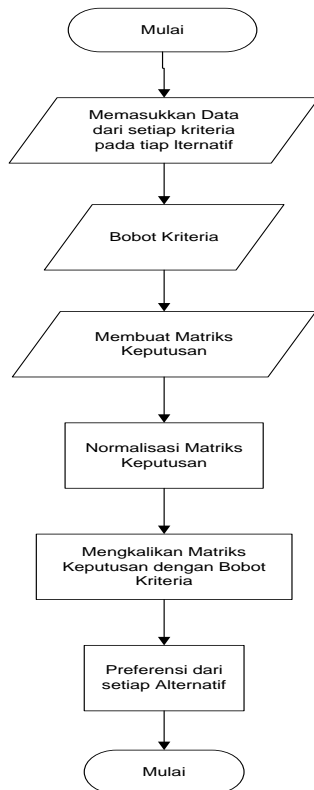 Mulai
Memasukkan Data
dari setiap kriteria
pada tiap lternatif
Bobot Kriteria
Membuat Matriks
Keputusan
Normalisasi Matriks
Keputusan
Mengkalikan Matriks
Keputusan dengan Bobot
Kriteria
Preferensi dari
setiap Alternatif
Mulai